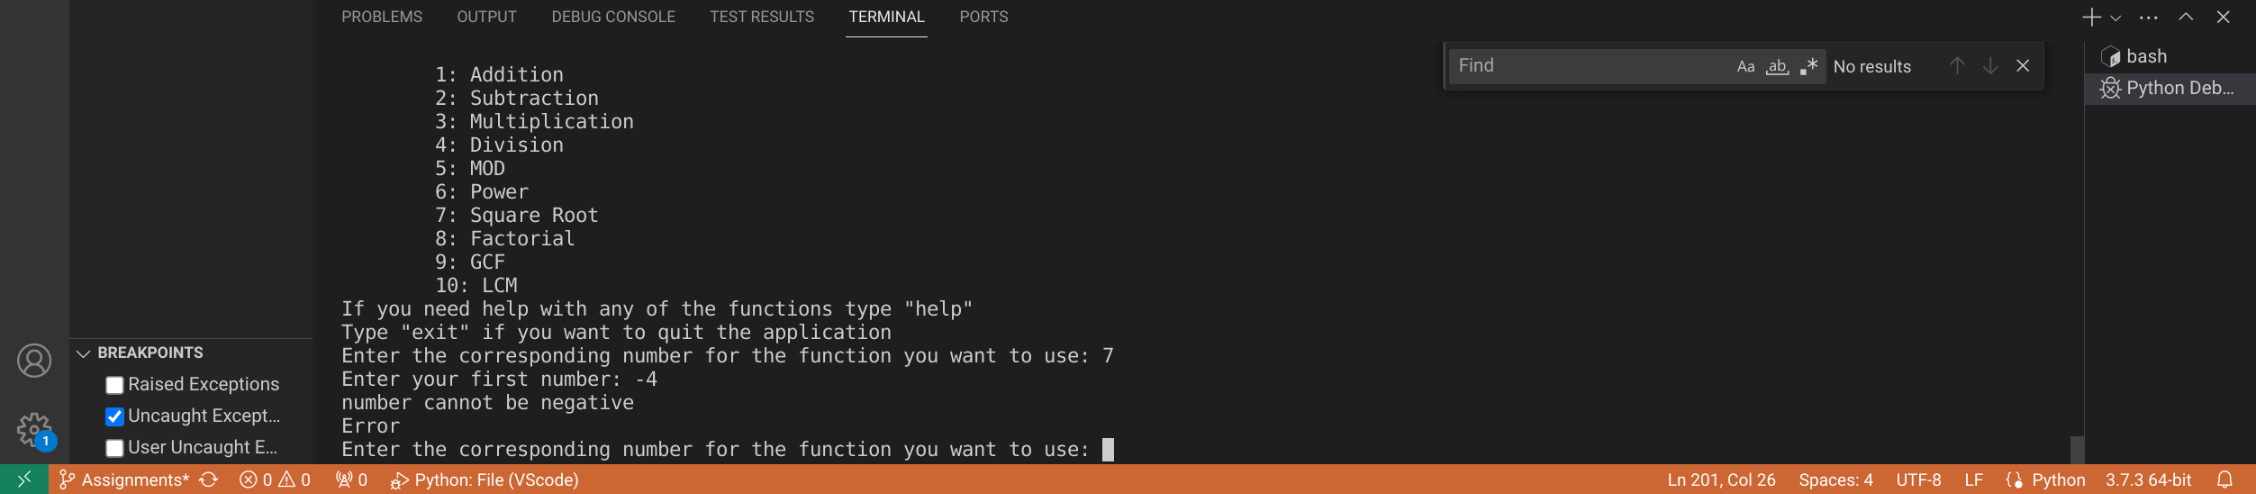 PROBLEMS OUTPUT DEBUG CONSOLE TEST RESULTS TERMINAL PORTS
Find Aa ab No results
bash
Python Deb...
1: Addition
2: Subtraction
3: Multiplication
4: Division
5: MOD
6: Power
7: Square Root
8: Factorial
9: GCF
10: LCM
If you need help with any of the functions type "help"
Type "exit" if you want to quit the application
Enter the corresponding number for the function you want to use: 7
Enter your first number: -4
number cannot be negative
Error
Enter the corresponding number for the function you want to use:
BREAKPOINTS
Raised Exceptions
Uncaught Except...
User Uncaught E...
1
Assignments* 0 0 0 Python: File (VScode) Ln 201, Col 26 Spaces: 4 UTF-8 LF Python 3.7.3 64-bit